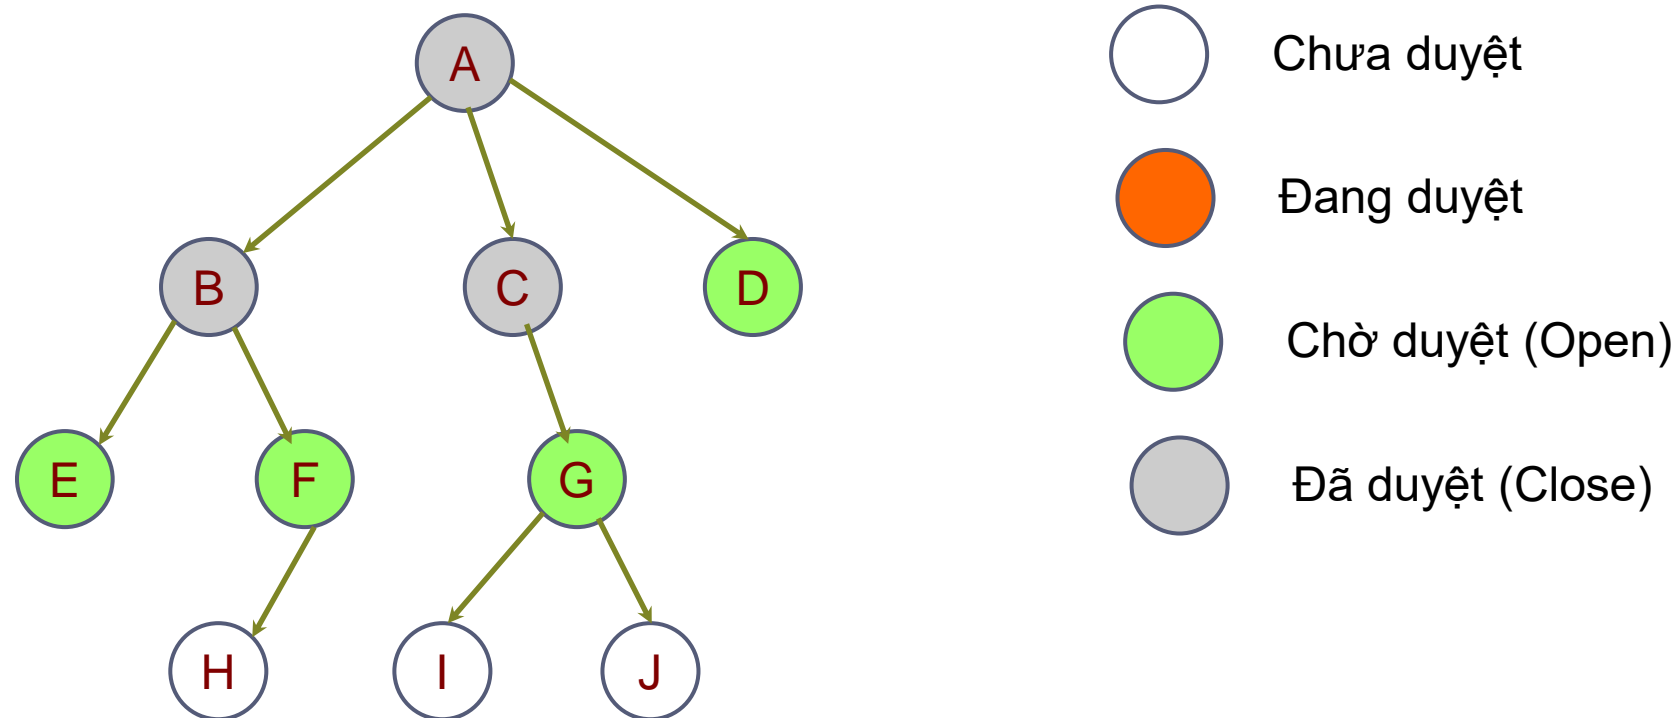 A
B
C
D
E
F
G
H
I
J
Chưa duyệt
Đang duyệt
Chờ duyệt (Open)
Đã duyệt (Close)